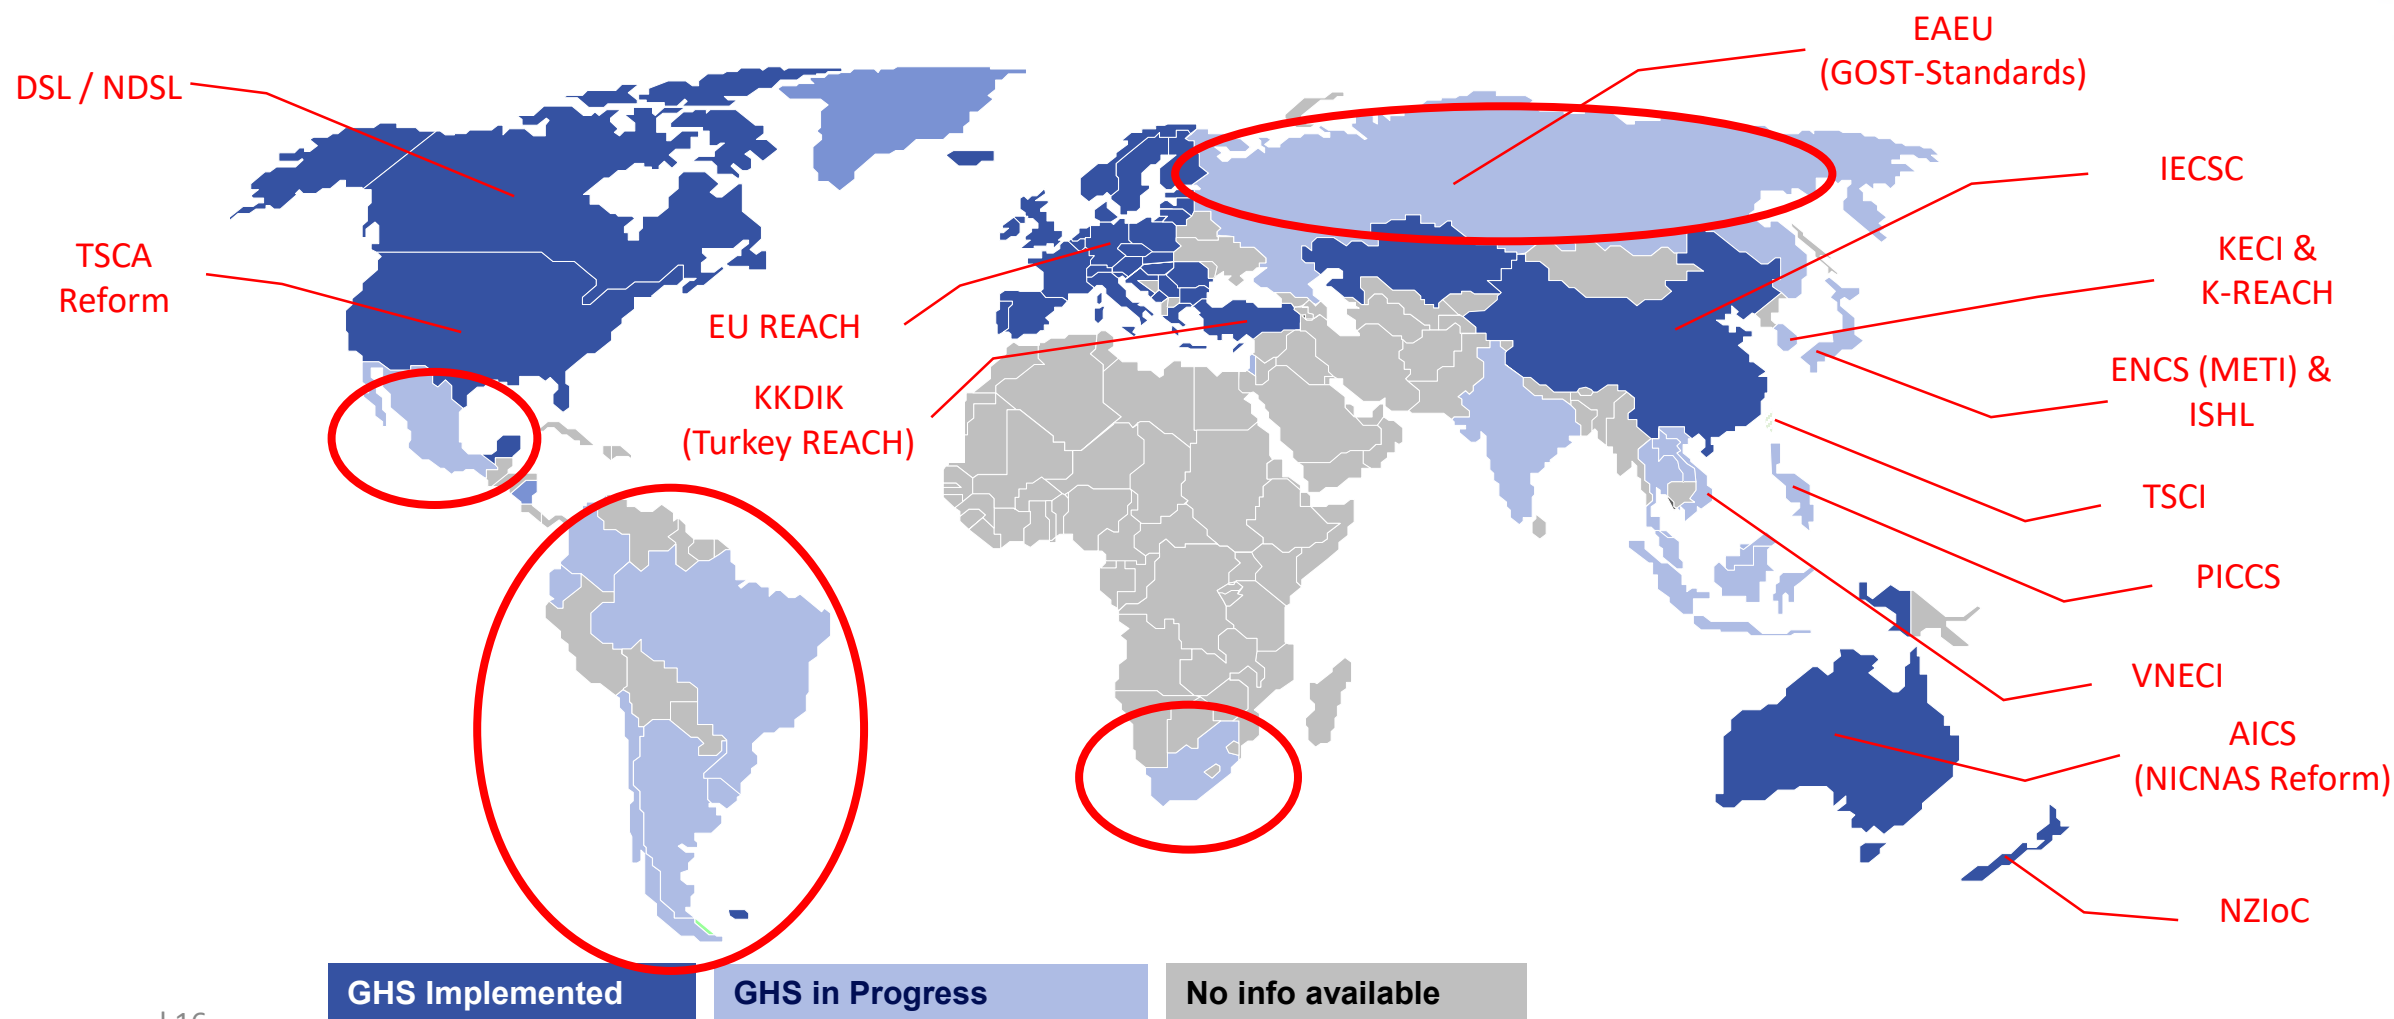 EAEU
(GOST-Standards)
DSL / NDSL
IECSC
TSCA
Reform
KECI &
K-REACH
EU REACH
ENCS (METI) &
ISHL
KKDIK
(Turkey REACH)
TSCI
PICCS
VNECI
AICS
(NICNAS Reform)
NZIoC
GHS Implemented
GHS in Progress
No info available